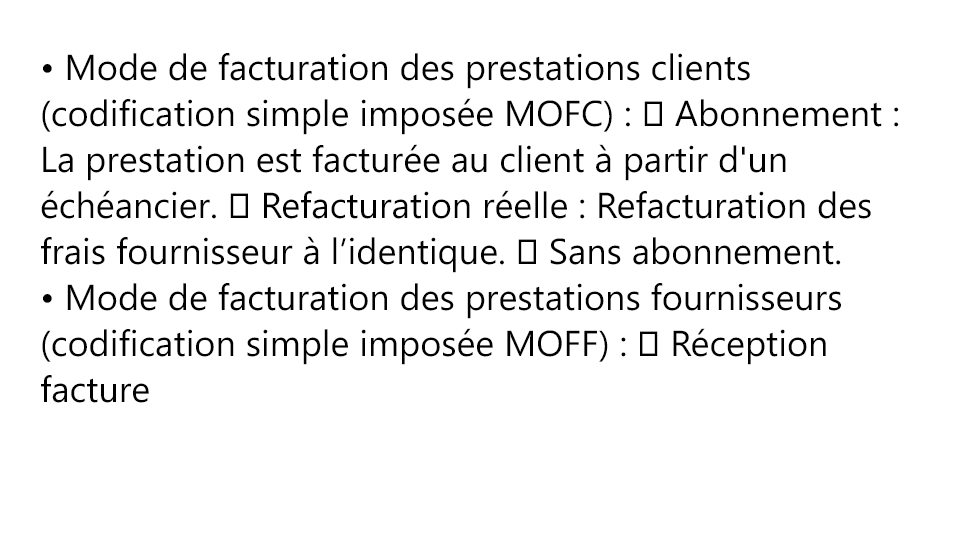 • Mode de facturation des prestations clients
(codification simple imposée MOFC) :  Abonnement :
La prestation est facturée au client à partir d'un
échéancier.  Refacturation réelle : Refacturation des
frais fournisseur à l’identique.  Sans abonnement.
• Mode de facturation des prestations fournisseurs
(codification simple imposée MOFF) :  Réception
facture